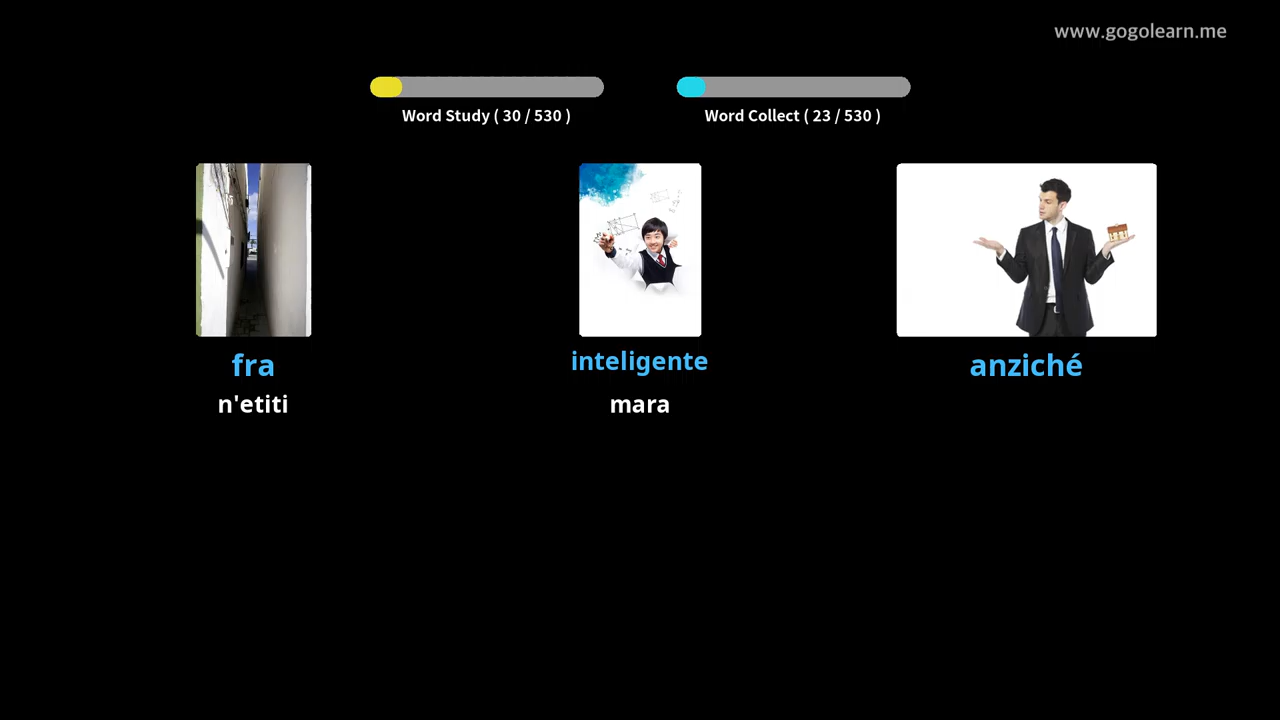 www.gogolearn.me
Word Study ( 30 / 530 )
Word Collect ( 23 / 530 )
fra
inteligente
anziché
n'etiti
mara